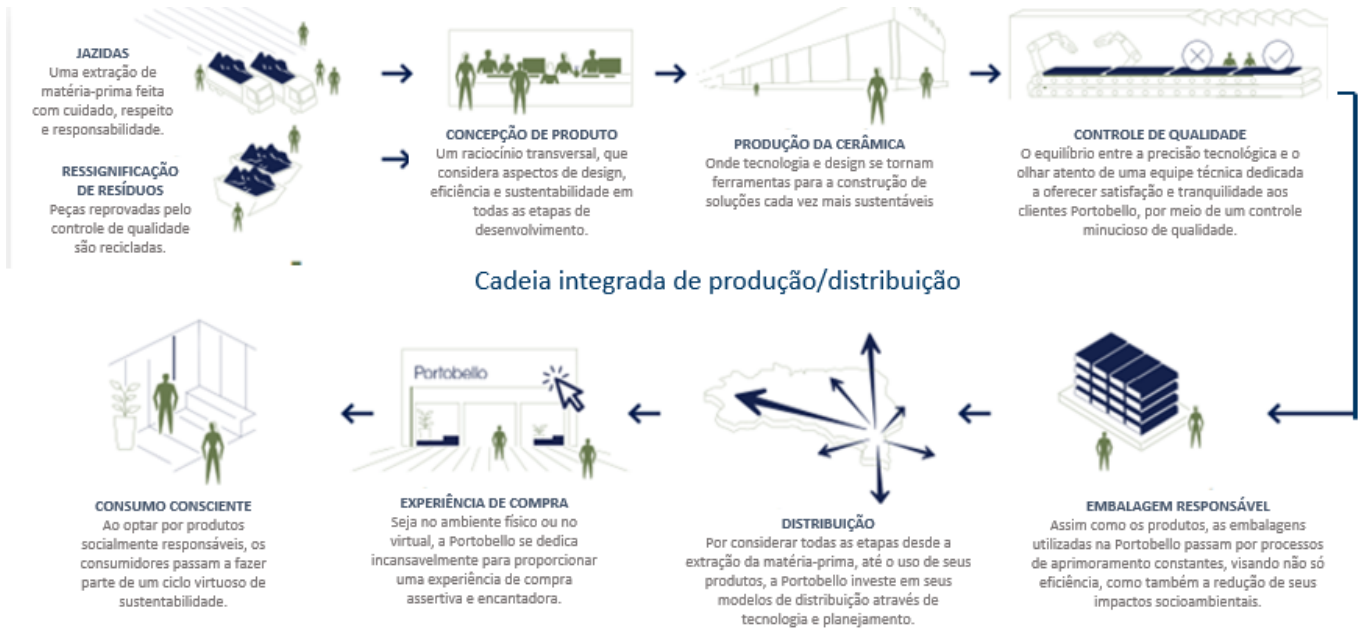 JAZIDAS
Uma extração de
matéria-prima feita
com cuidado, respeito
e responsabilidade.
RESSIGNIFICAÇÃO
DE RESÍDUOS
Peças reprovadas pelo
controle de qualidade
são recicladas.
CONCEPÇÃO DE PRODUTO
Um raciocínio transversal, que
considera aspectos de design,
eficiência e sustentabilidade em
todas as etapas de
desenvolvimento.
PRODUÇÃO DA CERÂMICA
Onde tecnologia e design se tornam
ferramentas para a construção de
soluções cada vez mais sustentáveis
CONTROLE DE QUALIDADE
O equilíbrio entre a precisão tecnológica e o
olhar atento de uma equipe técnica dedicada
a oferecer satisfação e tranquilidade aos
clientes Portobello, por meio de um controle
minucioso de qualidade.
Cadeia integrada de produção/distribuição
CONSUMO CONSCIENTE
Ao optar por produtos
socialmente responsáveis, os
consumidores passam a fazer
parte de um ciclo virtuoso de
sustentabilidade.
Portobello
EXPERIÊNCIA DE COMPRA
Seja no ambiente físico ou no
virtual, a Portobello se dedica
incansavelmente para proporcionar
uma experiência de compra
assertiva e encantadora.
DISTRIBUIÇÃO
Por considerar todas as etapas desde a
extração da matéria-prima, até o uso de seus
produtos, a Portobello investe em seus
modelos de distribuição através de
tecnologia e planejamento.
EMBALAGEM RESPONSÁVEL
Assim como os produtos, as embalagens
utilizadas na Portobello passam por processos
de aprimoramento constantes, visando não só
eficiência, como também a redução de seus
impactos socioambientais.